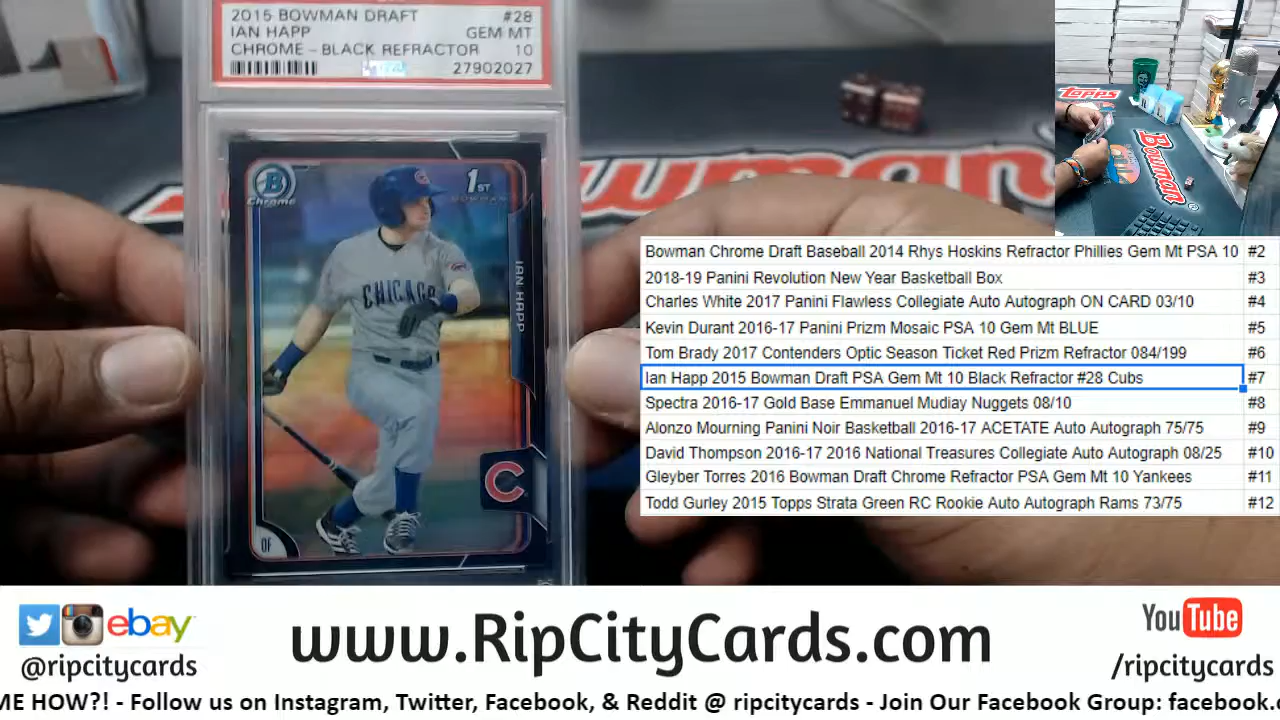 2015 BOWMAN DRAFT #28
IAN HAPP GEM MT
CHROME - BLACK REFRACTOR 10
27902027
B
Chrome
1ST
BOWMAN
CHICAGO
IAN HAPP
C
OF
Bowman
topps
Bowman
Bowman Chrome Draft Baseball 2014 Rhys Hoskins Refractor Phillies Gem Mt PSA 10 #2
2018-19 Panini Revolution New Year Basketball Box #3
Charles White 2017 Panini Flawless Collegiate Auto Autograph ON CARD 03/10 #4
Kevin Durant 2016-17 Panini Prizm Mosaic PSA 10 Gem Mt BLUE #5
Tom Brady 2017 Contenders Optic Season Ticket Red Prizm Refractor 084/199 #6
Ian Happ 2015 Bowman Draft PSA Gem Mt 10 Black Refractor #28 Cubs #7
Spectra 2016-17 Gold Base Emmanuel Mudiay Nuggets 08/10 #8
Alonzo Mourning Panini Noir Basketball 2016-17 ACETATE Auto Autograph 75/75 #9
David Thompson 2016-17 2016 National Treasures Collegiate Auto Autograph 08/25 #10
Gleyber Torres 2016 Bowman Draft Chrome Refractor PSA Gem Mt 10 Yankees #11
Todd Gurley 2015 Topps Strata Green RC Rookie Auto Autograph Rams 73/75 #12
ebay
@ripcitycards
www.RipCityCards.com
YouTube
/ripcitycards
ME HOW?! - Follow us on Instagram, Twitter, Facebook, & Reddit @ ripcitycards - Join Our Facebook Group: facebook.